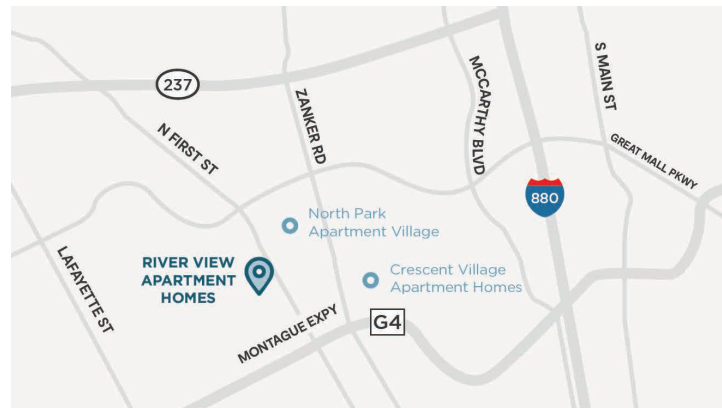 237
N FIRST ST
ZANKER RD
MCCARTHY BLVD
S MAIN ST
GREAT MALL PKWY
880
North Park
Apartment Village
RIVER VIEW
APARTMENT
HOMES
Crescent Village
Apartment Homes
LAFAYETTE ST
MONTAGUE EXPY
G4